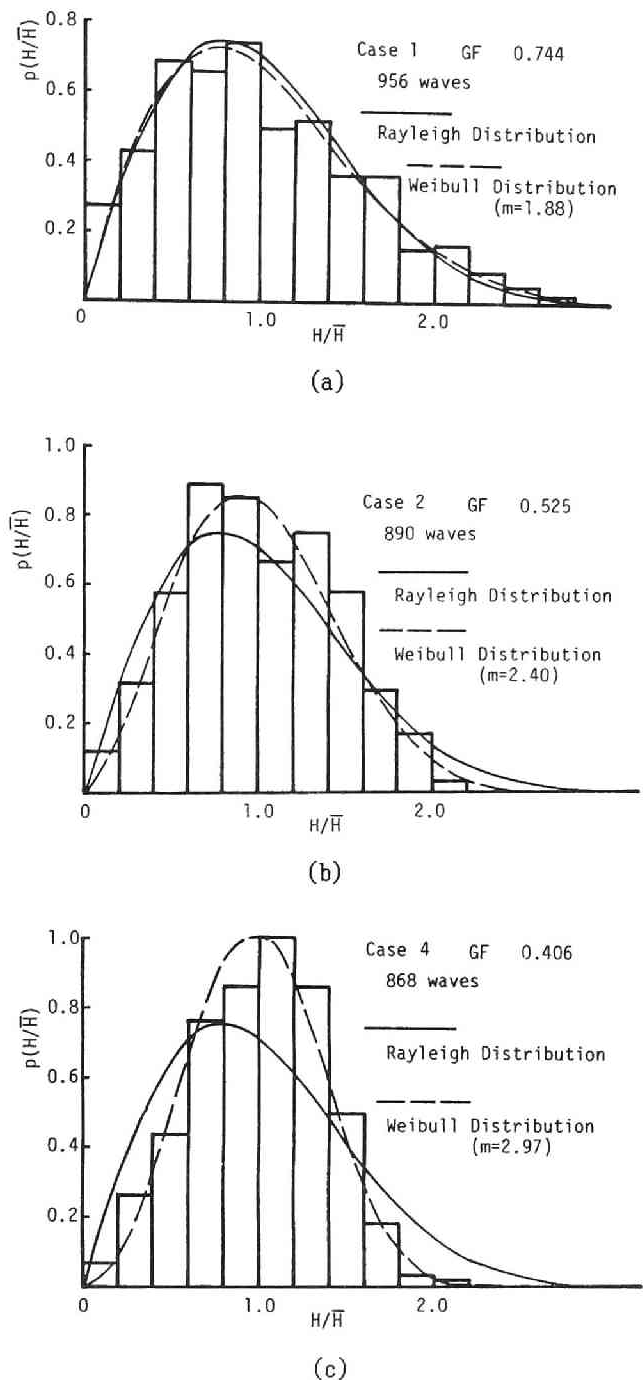 p(H/H̅)
0.8
0.6
0.4
0.2
0
1.0
2.0
H/H̅
Case 1 GF 0.744
956 waves
Rayleigh Distribution
Weibull Distribution
(m=1.88)
(a)
p(H/H̅)
1.0
0.8
0.6
0.4
0.2
0
1.0
2.0
H/H̅
Case 2 GF 0.525
890 waves
Rayleigh Distribution
Weibull Distribution
(m=2.40)
(b)
p(H/H̅)
1.0
0.8
0.6
0.4
0.2
0
1.0
2.0
H/H̅
Case 4 GF 0.406
868 waves
Rayleigh Distribution
Weibull Distribution
(m=2.97)
(c)